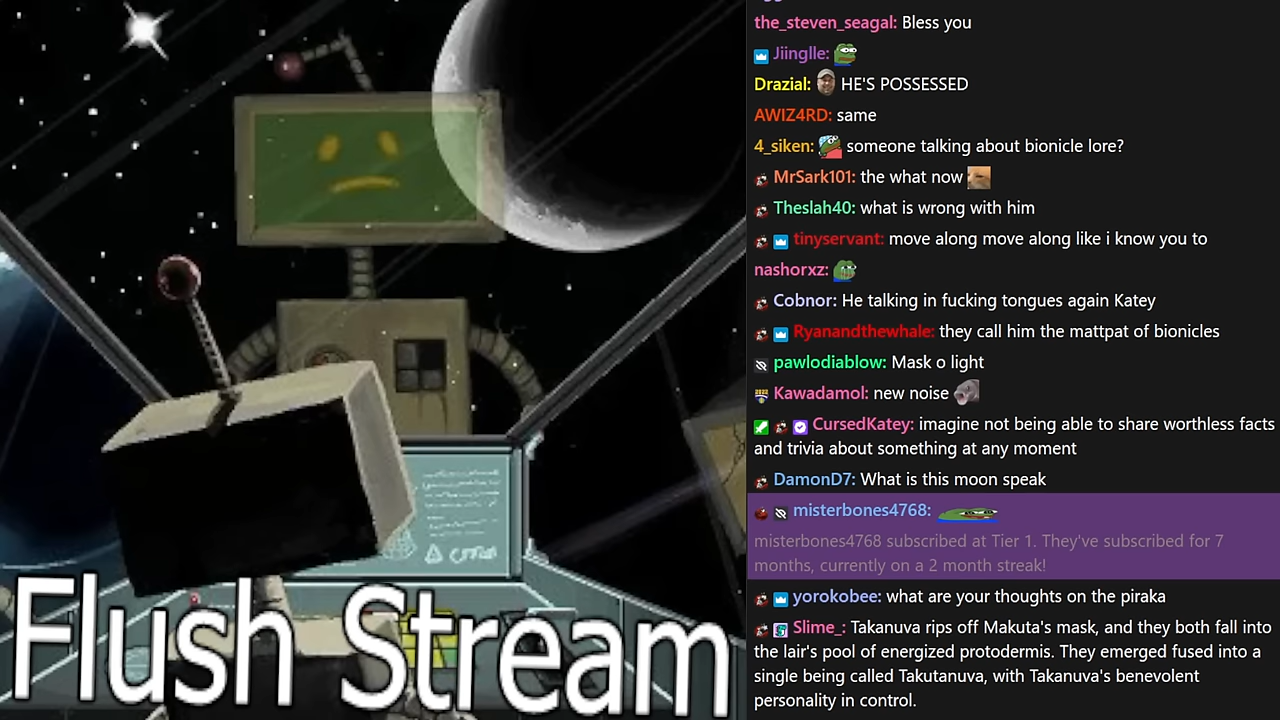 the_steven_seagal: Bless you
Jiinglle:
Drazial: HE'S POSSESSED
AWIZ4RD: same
4_siken: someone talking about bionicle lore?
MrSark101: the what now
Theslah40: what is wrong with him
tinyservant: move along move along like i know you to
nashorxz:
Cobnor: He talking in fucking tongues again Katey
Ryanandthewhale: they call him the mattpat of bionicles
pawlodiablow: Mask o light
Kawadamol: new noise
CursedKatey: imagine not being able to share worthless facts
and trivia about something at any moment
DamonD7: What is this moon speak
misterbones4768:
misterbones4768 subscribed at Tier 1. They've subscribed for 7
months, currently on a 2 month streak!
yorokobee: what are your thoughts on the piraka
Slime_: Takanuva rips off Makuta's mask, and they both fall into
the lair's pool of energized protodermis. They emerged fused into a
single being called Takutanuva, with Takanuva's benevolent
personality in control.
Flush Stream